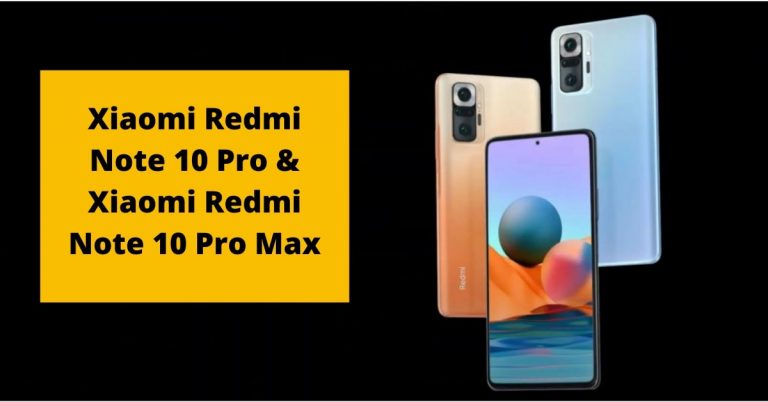 Xiaomi Redmi
Note 10 Pro &
Xiaomi Redmi
Note 10 Pro Max
Redmi